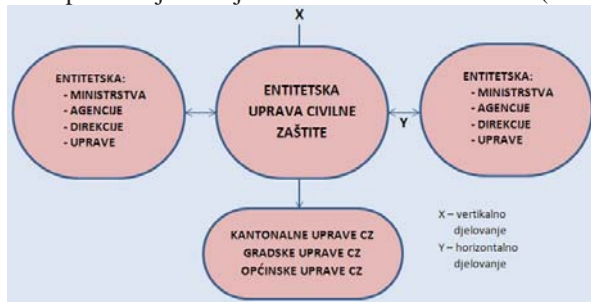 X
ENTITETSKA:
- MINISTRSTVA
- AGENCIJE
- DIREKCIJE
- UPRAVE
ENTITETSKA
UPRAVA CIVILNE
ZAŠTITE
Y
ENTITETSKA:
- MINISTRSTVA
- AGENCIJE
- DIREKCIJE
- UPRAVE
KANTONALNE UPRAVE CZ
GRADSKE UPRAVE CZ
OPĆINSKE UPRAVE CZ
X – vertikalno
djelovanje
Y – horizontalno
djelovanje